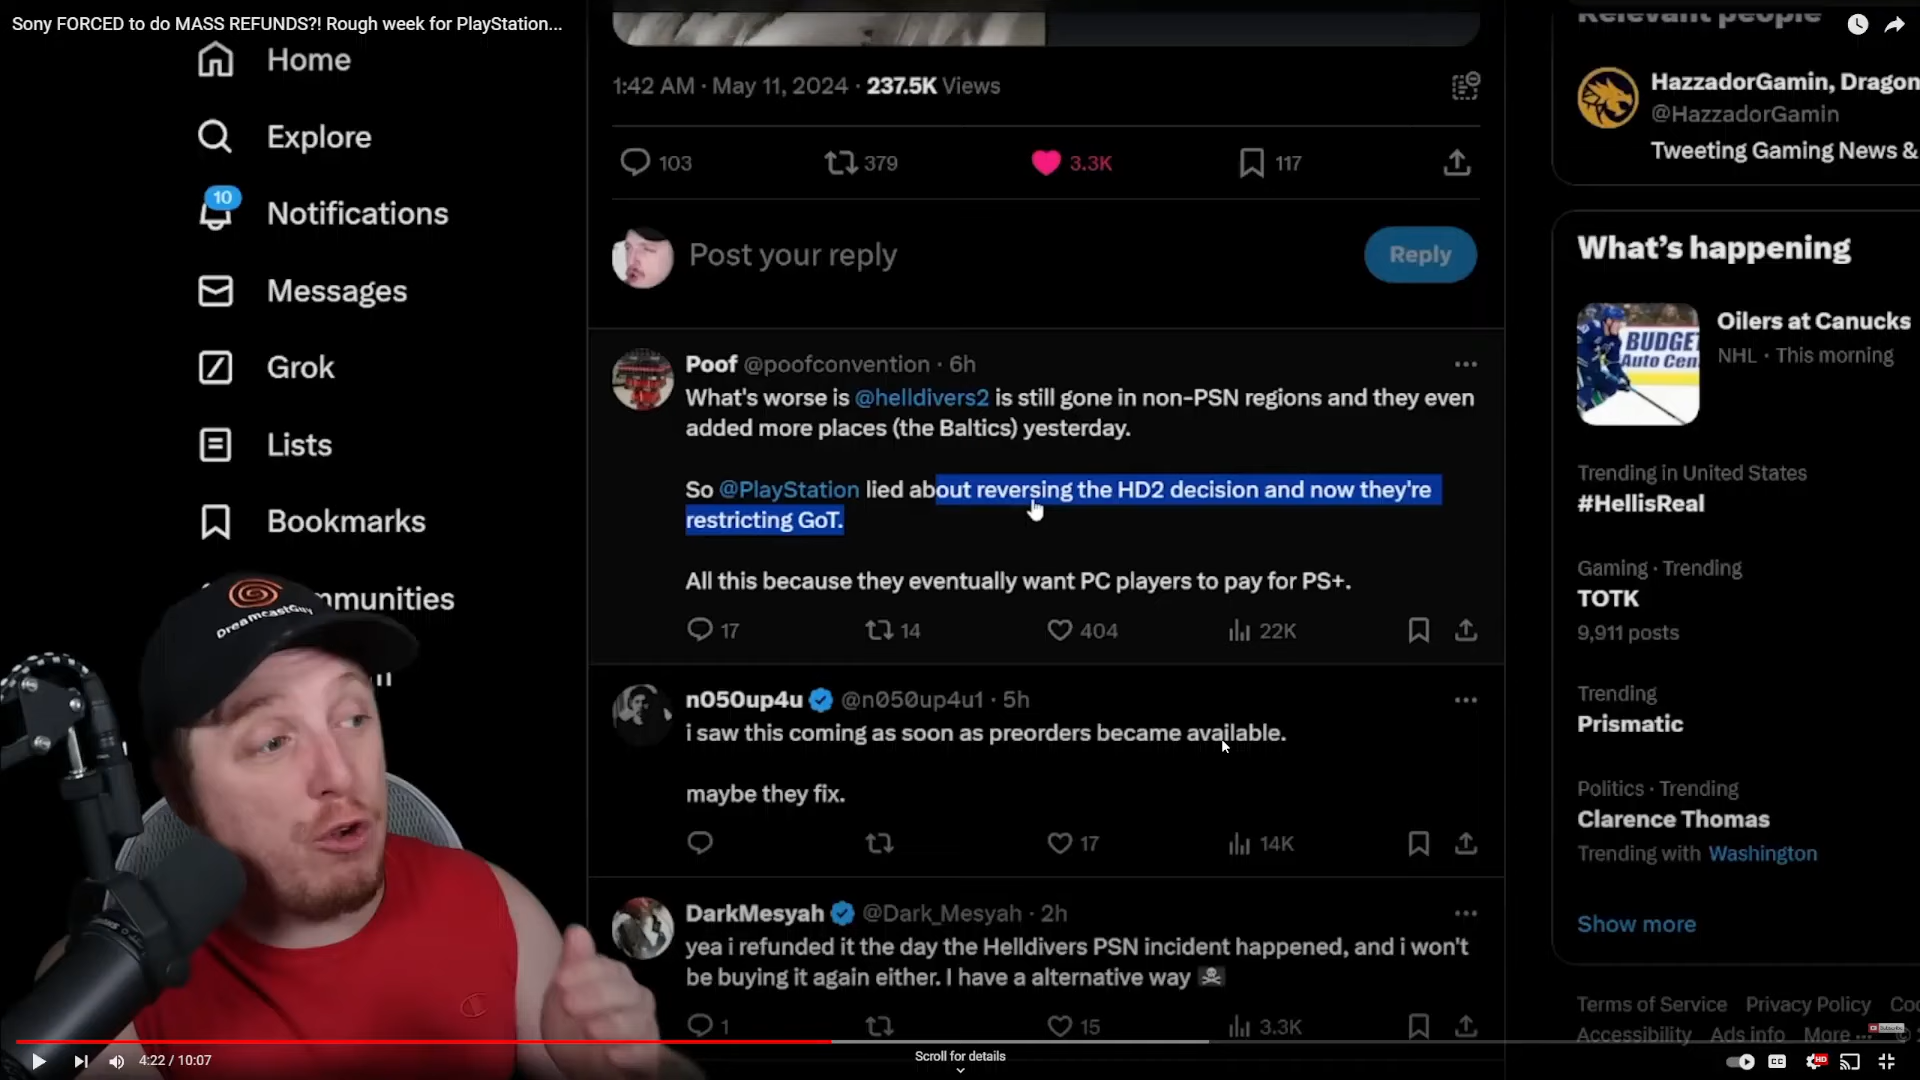 Sony FORCED to do MASS REFUNDS?! Rough week for PlayStation...
Home
Explore
10
Notifications
Messages
Grok
Lists
Bookmarks
mmunities
DreamcastGuy
1:42 AM · May 11, 2024 · 237.5K Views
103 379 3.3K 117
Post your reply
Reply
Poof @poofconvention · 6h
What's worse is @helldivers2 is still gone in non-PSN regions and they even
added more places (the Baltics) yesterday.
So @PlayStation lied about reversing the HD2 decision and now they're
restricting GoT.
All this because they eventually want PC players to pay for PS+.
17 14 404 22K
n050up4u @n050up4u1 · 5h
i saw this coming as soon as preorders became available.
maybe they fix.
17 14K
DarkMesyah @Dark_Mesyah · 2h
yea i refunded it the day the Helldivers PSN incident happened, and i won't
be buying it again either. I have a alternative way
1 15 3.3K
Relevant people
HazzadorGamin, Dragon
@HazzadorGamin
Tweeting Gaming News &
What's happening
BUDGET
Auto Cen
Oilers at Canucks
NHL · This morning
Trending in United States
#HellisReal
Gaming · Trending
TOTK
9,911 posts
Trending
Prismatic
Politics · Trending
Clarence Thomas
Trending with Washington
Show more
Terms of Service Privacy Policy Coo
Accessibility Ads info More ...
4:22 / 10:07
Scroll for details
CC
HD